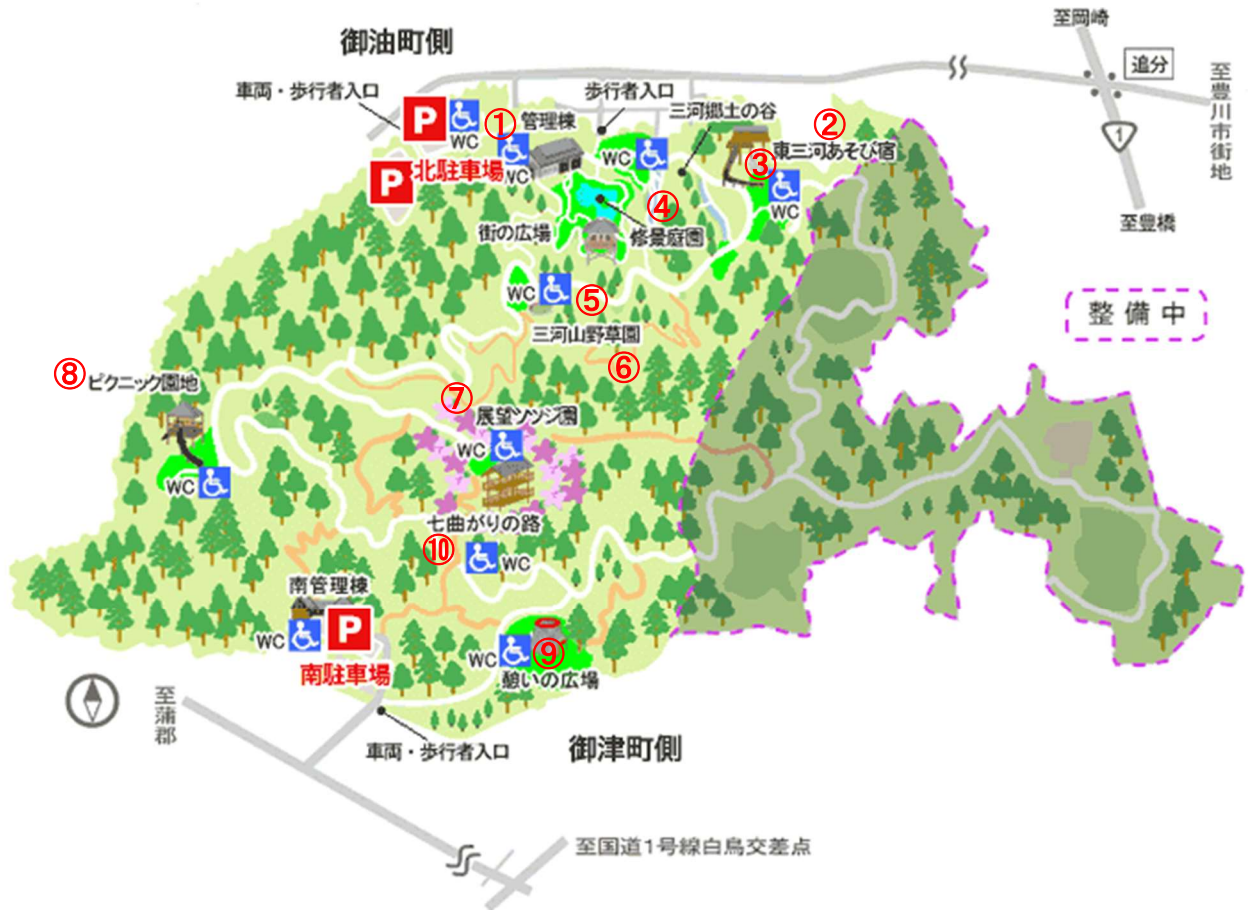 至岡崎
御油町側
追分
車両・歩行者入口
歩行者入口
至豊川市街地
三河郷土の谷
P
WC
①
管理棟
②
1
WC
WC
③
東三河あそび宿
P
北駐車場
WC
④
街の広場
修景庭園
至豊橋
WC
⑤
整備中
三河山野草園
⑥
⑧
ピクニック園地
⑦
展望ツツジ園
WC
WC
七曲がりの路
⑩
WC
南管理棟
WC
P
南駐車場
WC
⑨
憩いの広場
至蒲郡
車両・歩行者入口
御津町側
至国道1号線白鳥交差点